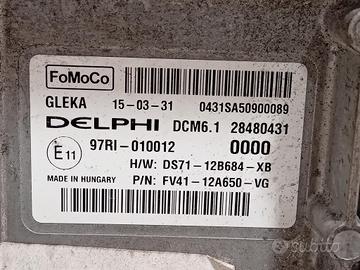 FoMoCo
GLEKA 15-03-31 0431SA50900089
DELPHI DCM6.1 28480431
E11 97RI-010012 0000
H/W: DS71-12B684-XB
MADE IN HUNGARY P/N: FV41-12A650-VG
subito